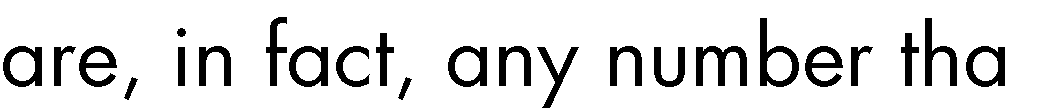 are, in fact, any number tha